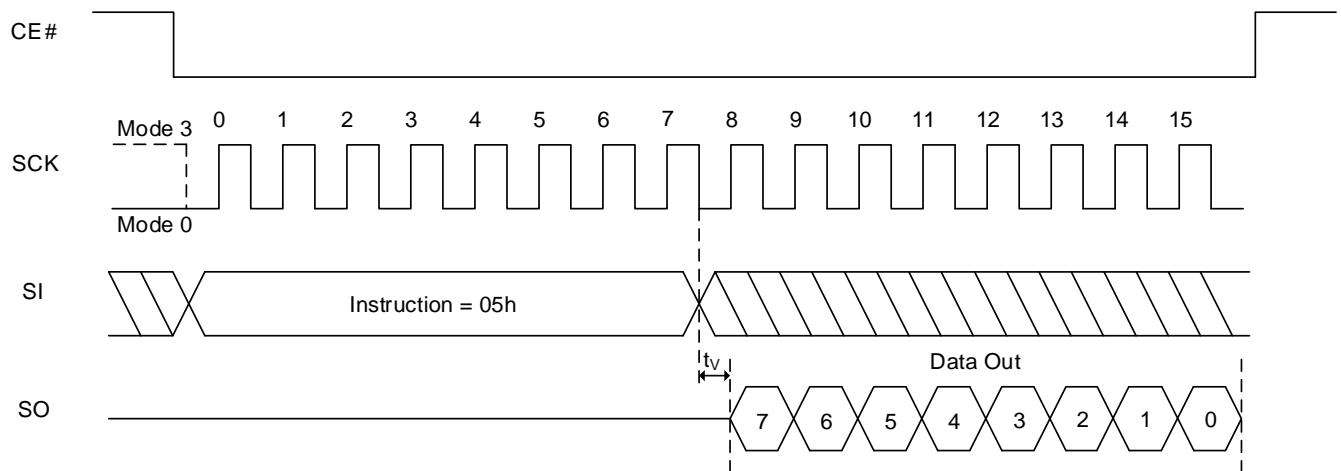 CE#
Mode 3 0 1 2 3 4 5 6 7 8 9 10 11 12 13 14 15
SCK
Mode 0
SI
Instruction = 05h
tV
Data Out
SO
7 6 5 4 3 2 1 0